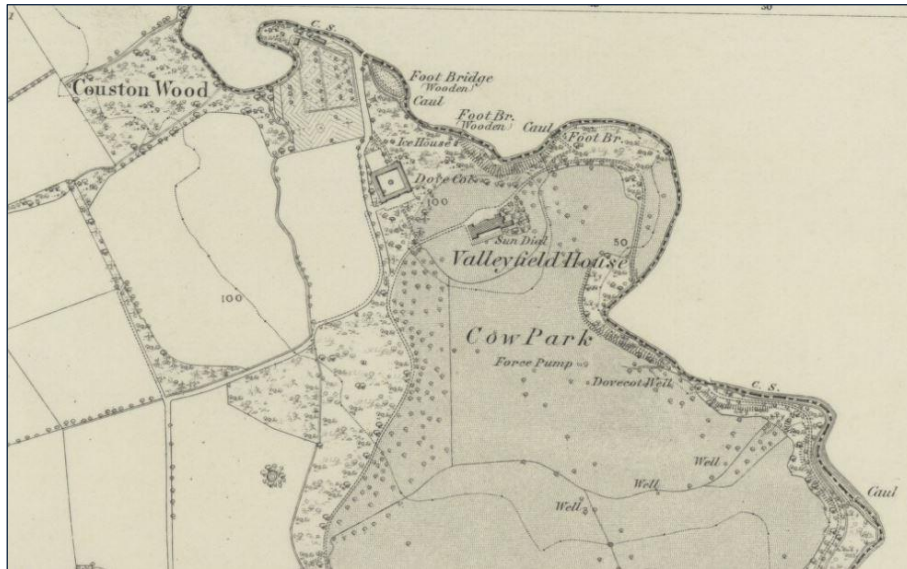 50
C. S.
Foot Bridge
(Wooden)
Couston Wood
Caul
Foot Br.
(Wooden)
Caul
Foot Br.
Ice House
Dove Cot
100
Sun Dial
50
Valleyfield House
100
Cow Park
Force Pump
Dovecot Well
C. S.
Well
Well
Caul
Well